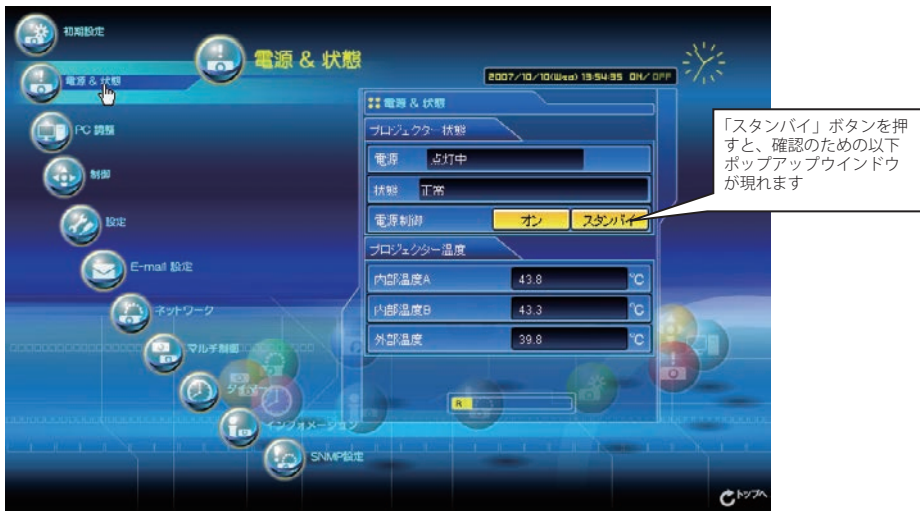 初期設定
電源 & 状態
電源 & 状態
2007/10/10(Wed) 13:54:35 ON/OFF
PC 調整
制御
設定
E-mail 設定
ネットワーク
マルチ制御
タイマー
インフォメーション
SNMP設定
電源 & 状態
プロジェクター 状態
電源 点灯中
状態 正常
電源制御 オン スタンバイ
プロジェクター温度
内部温度A 43.8 ℃
内部温度B 43.3 ℃
外部温度 39.8 ℃
R
「スタンバイ」ボタンを押
すと、確認のための以下
ポップアップウインドウ
が現れます
トップへ